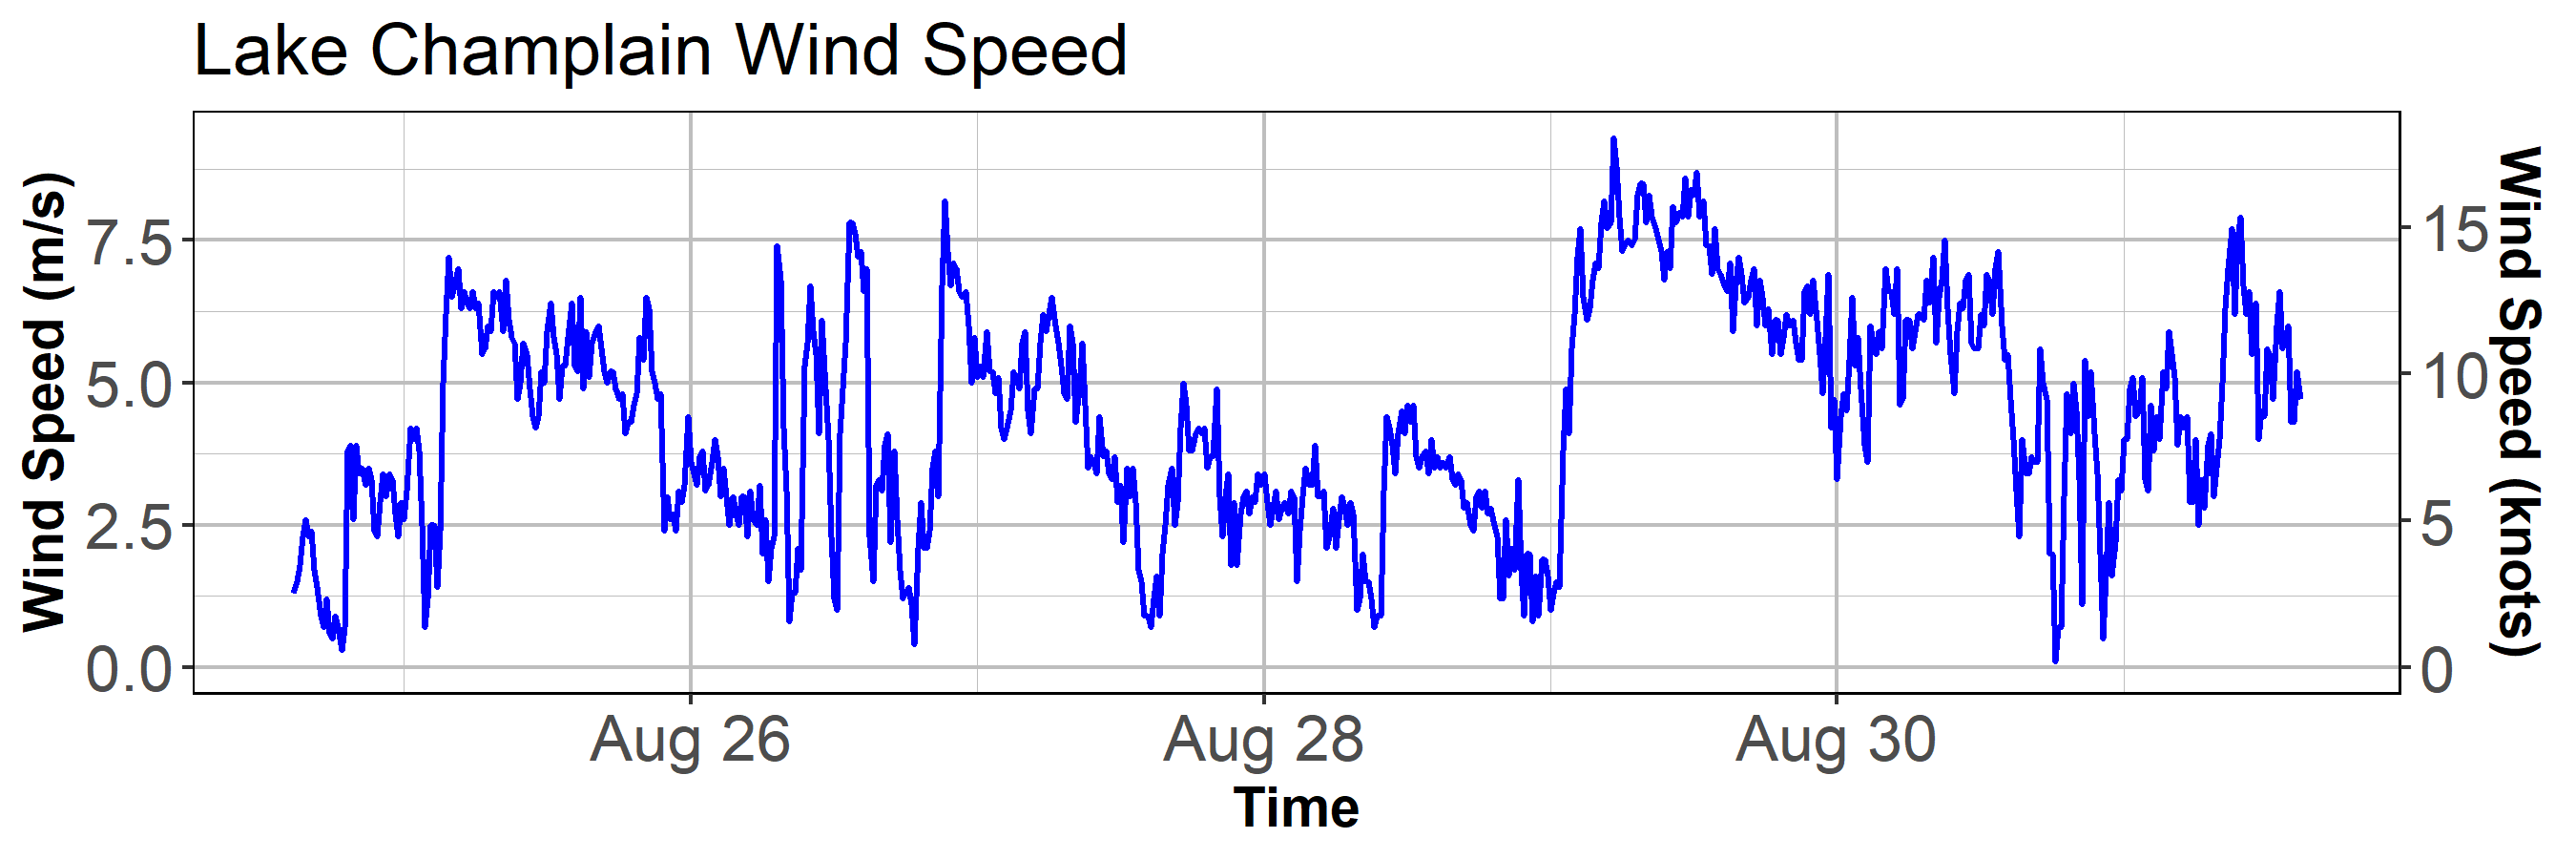 Lake Champlain Wind Speed
Wind Speed (m/s)
7.5
5.0
2.5
0.0
15
10
5
0
Wind Speed (knots)
Aug 26
Aug 28
Aug 30
Time